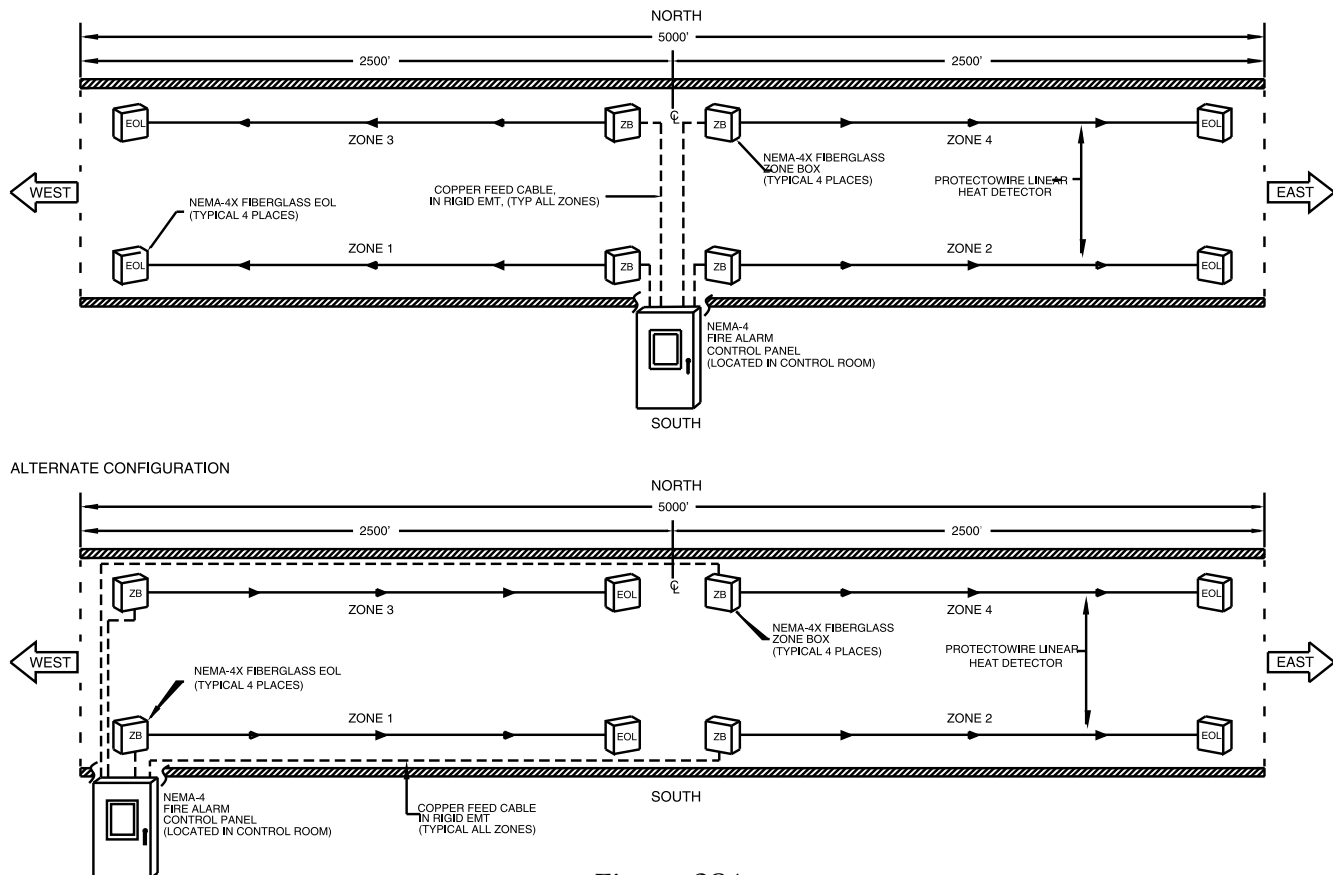 NORTH
5000'
2500' 2500'
EOL ZB ℄ ZB EOL
ZONE 3 ZONE 4
NEMA-4X FIBERGLASS
ZONE BOX
(TYPICAL 4 PLACES)
COPPER FEED CABLE,
IN RIGID EMT, (TYP ALL ZONES)
PROTECTOWIRE LINEAR
HEAT DETECTOR
WEST EAST
NEMA-4X FIBERGLASS EOL
(TYPICAL 4 PLACES)
ZONE 1 ZONE 2
EOL ZB ZB EOL
NEMA-4
FIRE ALARM
CONTROL PANEL
(LOCATED IN CONTROL ROOM)
SOUTH
ALTERNATE CONFIGURATION
NORTH
5000'
2500' 2500'
ZB EOL ℄ ZB EOL
ZONE 3 ZONE 4
NEMA-4X FIBERGLASS
ZONE BOX
(TYPICAL 4 PLACES)
PROTECTOWIRE LINEAR
HEAT DETECTOR
WEST EAST
NEMA-4X FIBERGLASS EOL
(TYPICAL 4 PLACES)
ZONE 1 ZONE 2
ZB EOL ZB EOL
NEMA-4
FIRE ALARM
CONTROL PANEL
(LOCATED IN CONTROL ROOM)
COPPER FEED CABLE
IN RIGID EMT
(TYPICAL ALL ZONES)
SOUTH